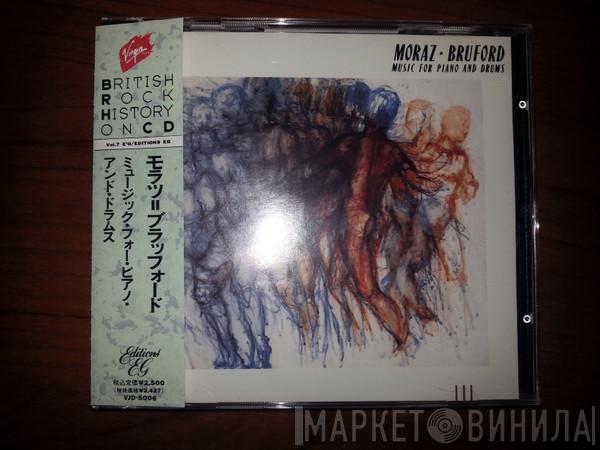 Virgin
BRITISH
ROCK
HISTORY
ON CD
Vol.7 E'G/EDITIONS EG
モラツ=ブラッフォード
ミュージック・フォー・ピアノ・
アンド・ドラムス
Editions
EG
税込定価¥2,500
(税抜価格¥2,427)
VJD-5006
MORAZ · BRUFORD
MUSIC FOR PIANO AND DRUMS
МАРКЕТ ВИНИЛА